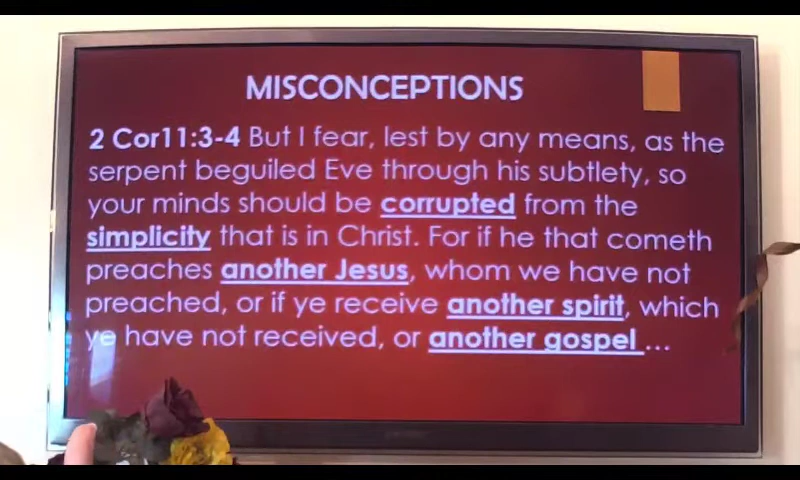 MISCONCEPTIONS
2 Cor11:3-4 But I fear, lest by any means, as the
serpent beguiled Eve through his subtlety, so
your minds should be corrupted from the
simplicity that is in Christ. For if he that cometh
preaches another Jesus, whom we have not
preached, or if ye receive another spirit, which
ye have not received, or another gospel ...